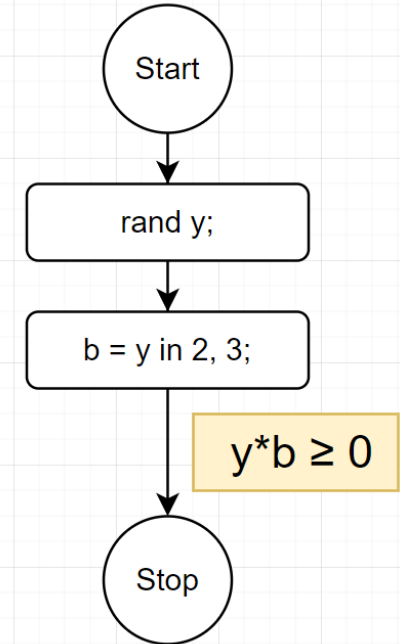 Start
rand y;
b = y in 2, 3;
y*b ≥ 0
Stop